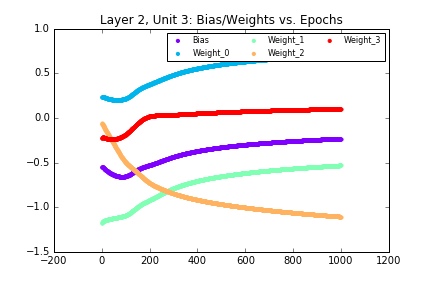 Layer 2, Unit 3: Bias/Weights vs. Epochs
Bias Weight_1 Weight_3
Weight_0 Weight_2
1.0
0.5
0.0
−0.5
−1.0
−1.5
−200 0 200 400 600 800 1000 1200